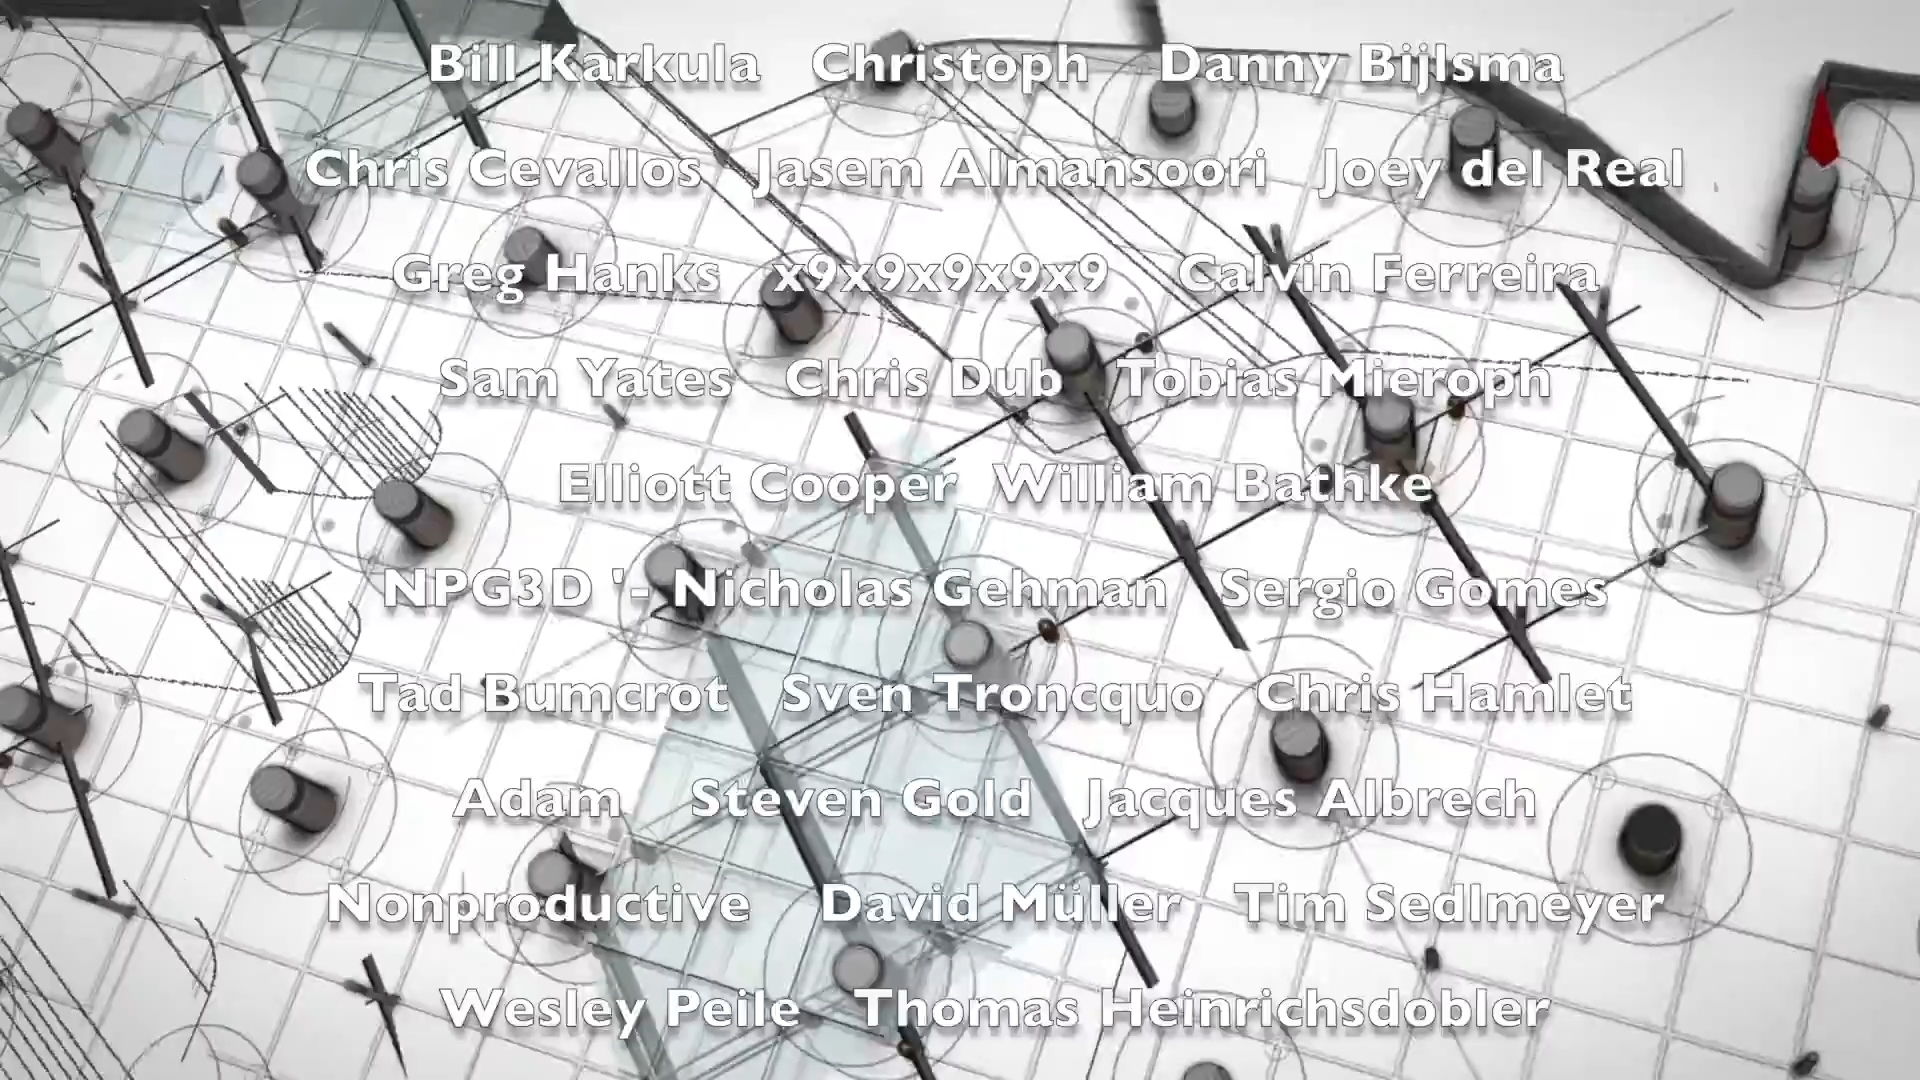 Bill Karkula Christoph Danny Bijlsma
Chris Cevallos Jasem Almansoori Joey del Real
Greg Hanks x9x9x9x9x9 Calvin Ferreira
Sam Yates Chris Dub Tobias Mieroph
Elliott Cooper William Bathke
NPG3D '- Nicholas Gehman Sergio Gomes
Tad Bumcrot Sven Troncquo Chris Hamlet
Adam Steven Gold Jacques Albrech
Nonproductive David Müller Tim Sedlmeyer
Wesley Peile Thomas Heinrichsdobler